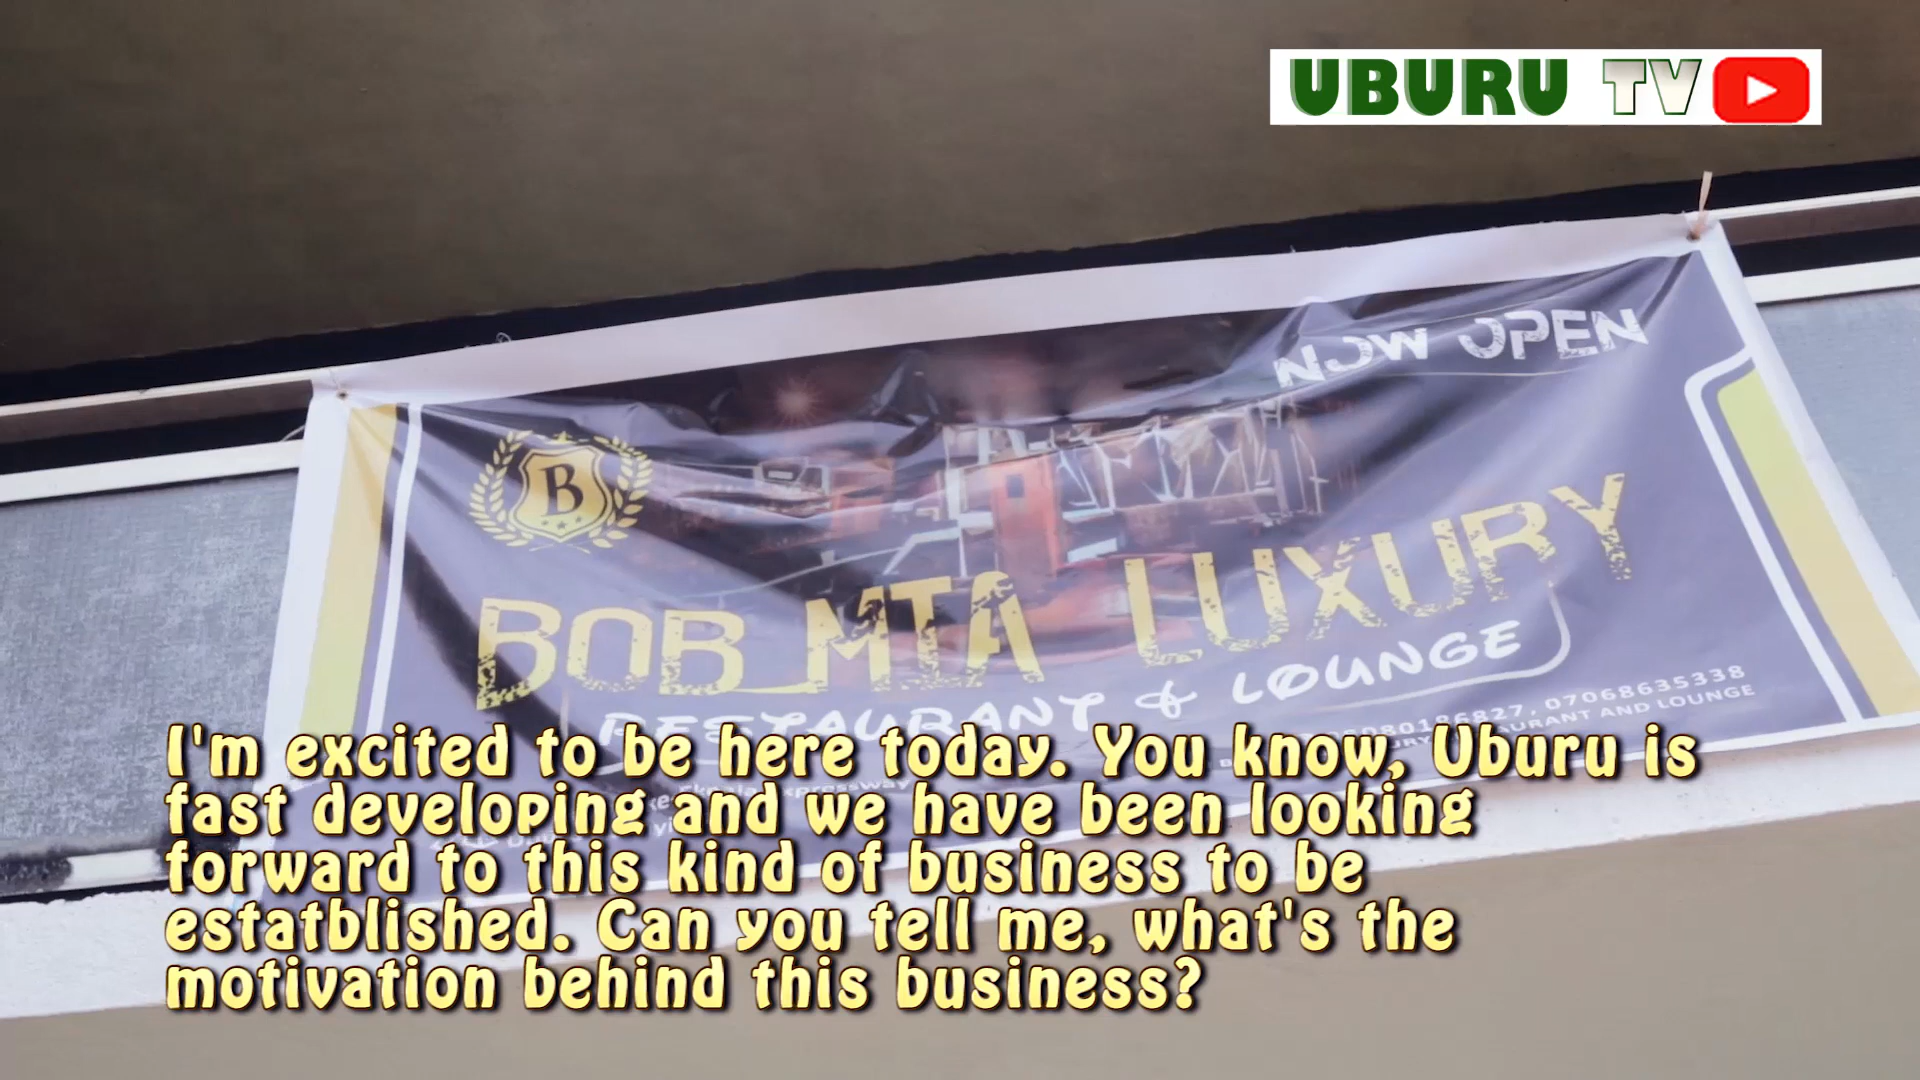 UBURU TV
NOW OPEN
B
BOB MTA LUXURY
RESTAURANT & LOUNGE
07068635338
AND LOUNGE
I'm excited to be here today. You know, Uburu is
fast developing and we have been looking
forward to this kind of business to be
estatblished. Can you tell me, what's the
motivation behind this business?